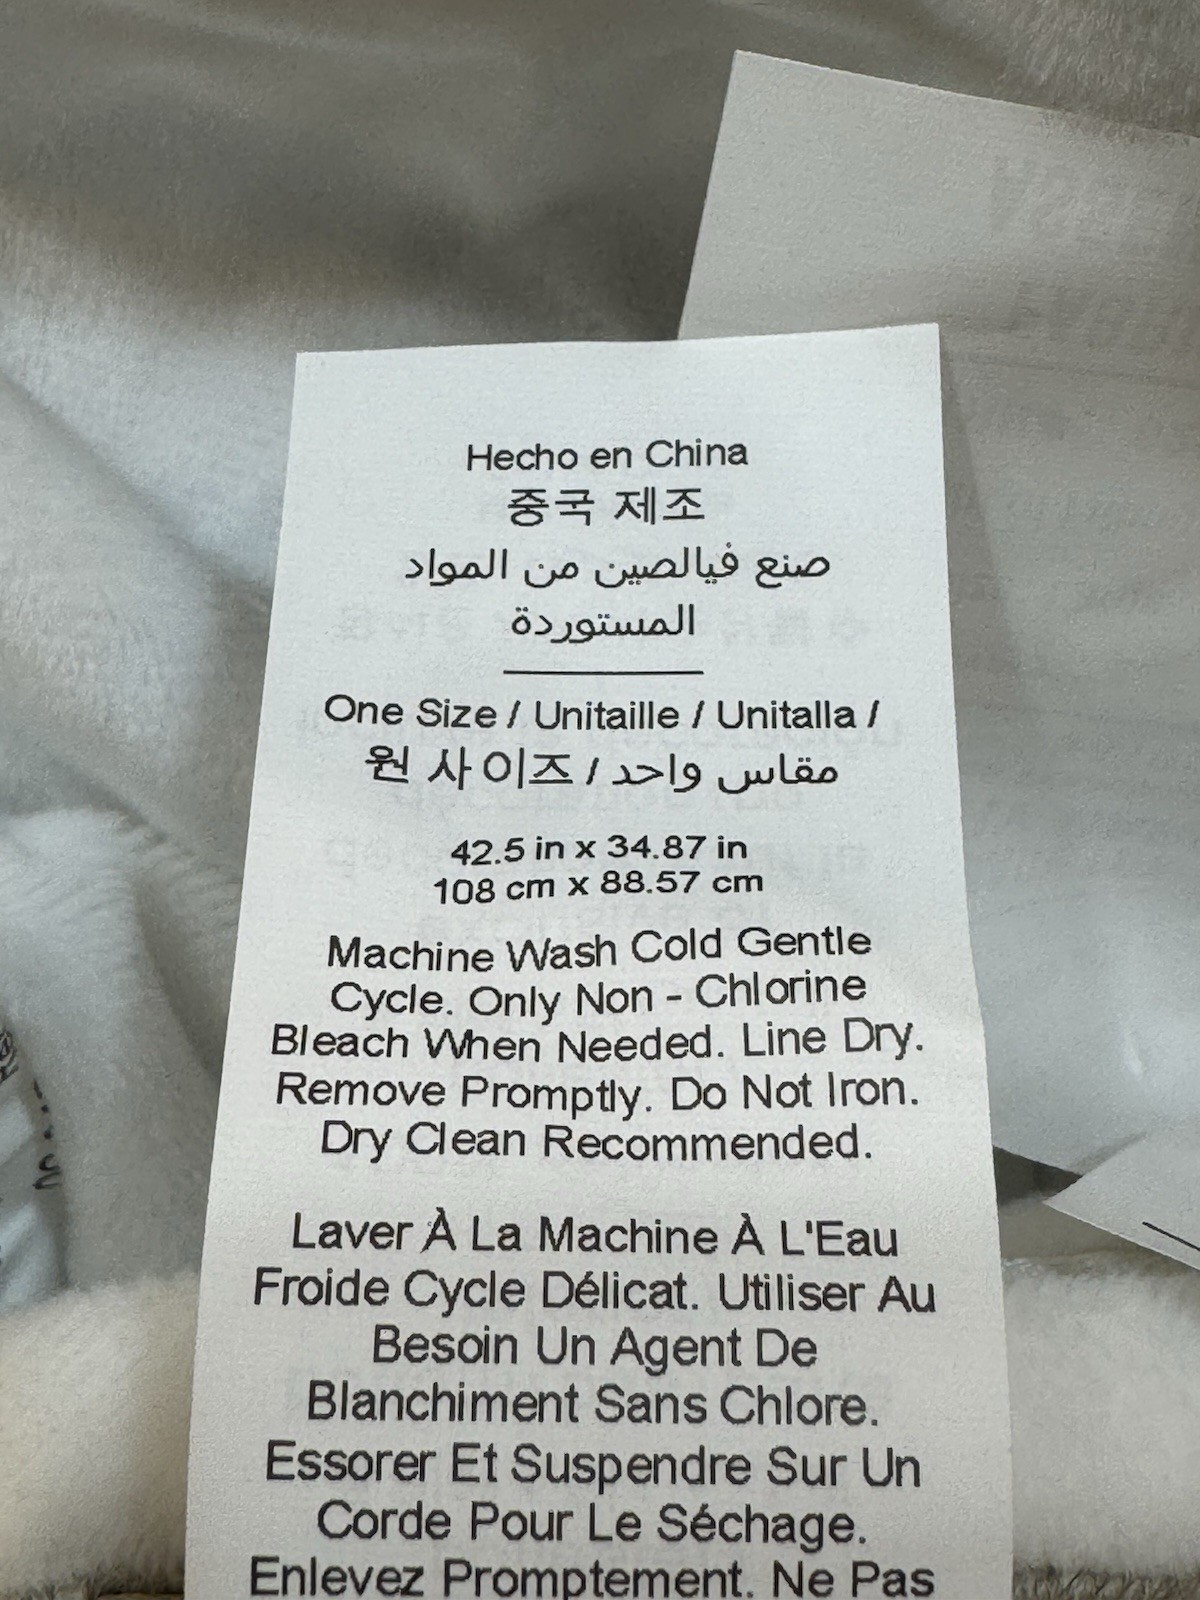 Hecho en China
중국 제조
صنع فيالصين من المواد
المستوردة
One Size / Unitaille / Unitalla /
원 사이즈 / مقاس واحد
42.5 in x 34.87 in
108 cm x 88.57 cm
Machine Wash Cold Gentle
Cycle. Only Non - Chlorine
Bleach When Needed. Line Dry.
Remove Promptly. Do Not Iron.
Dry Clean Recommended.
Laver À La Machine À L'Eau
Froide Cycle Délicat. Utiliser Au
Besoin Un Agent De
Blanchiment Sans Chlore.
Essorer Et Suspendre Sur Un
Corde Pour Le Séchage.
Enlevez Promptement. Ne Pas